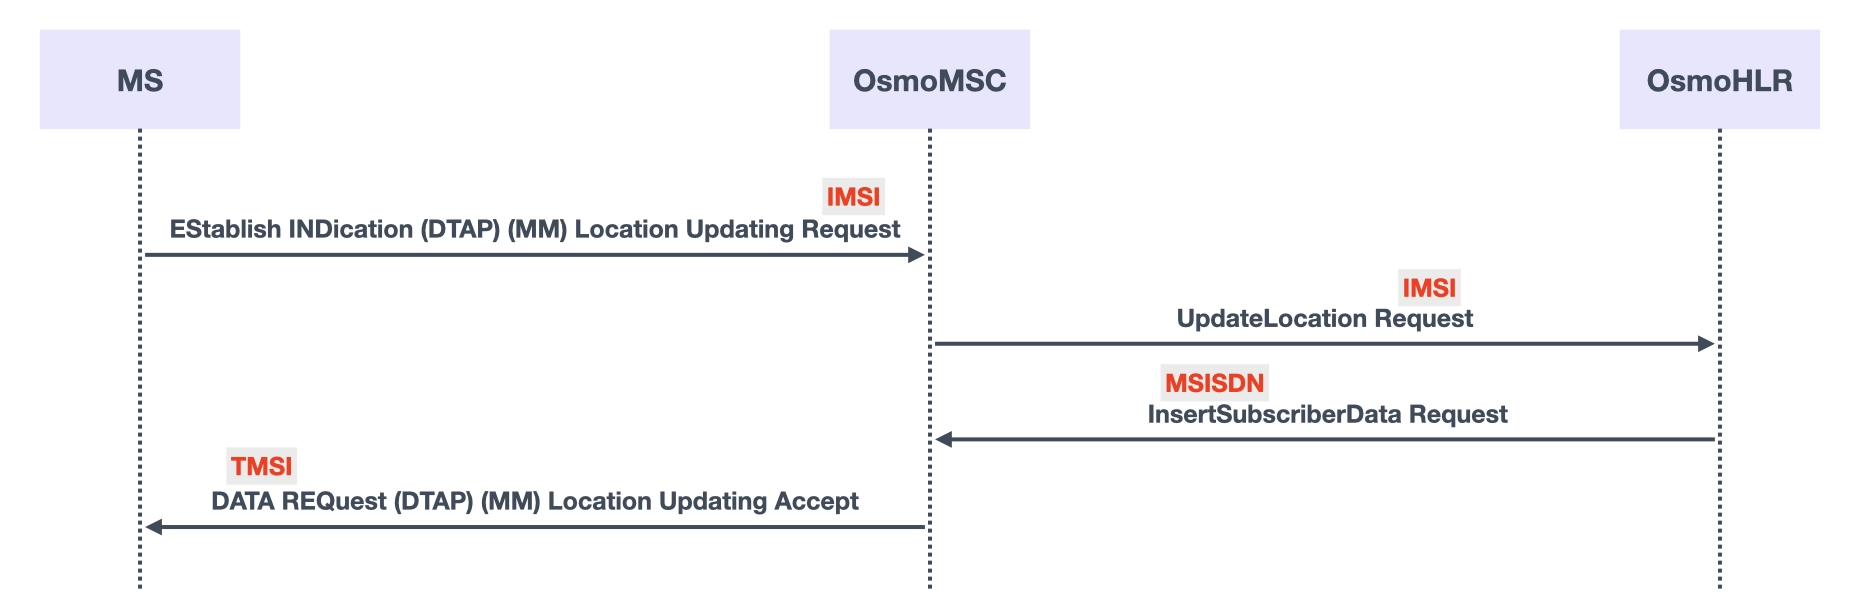 MS
OsmoMSC
OsmoHLR
IMSI
EStablish INDication (DTAP) (MM) Location Updating Request
IMSI
UpdateLocation Request
MSISDN
InsertSubscriberData Request
TMSI
DATA REQuest (DTAP) (MM) Location Updating Accept